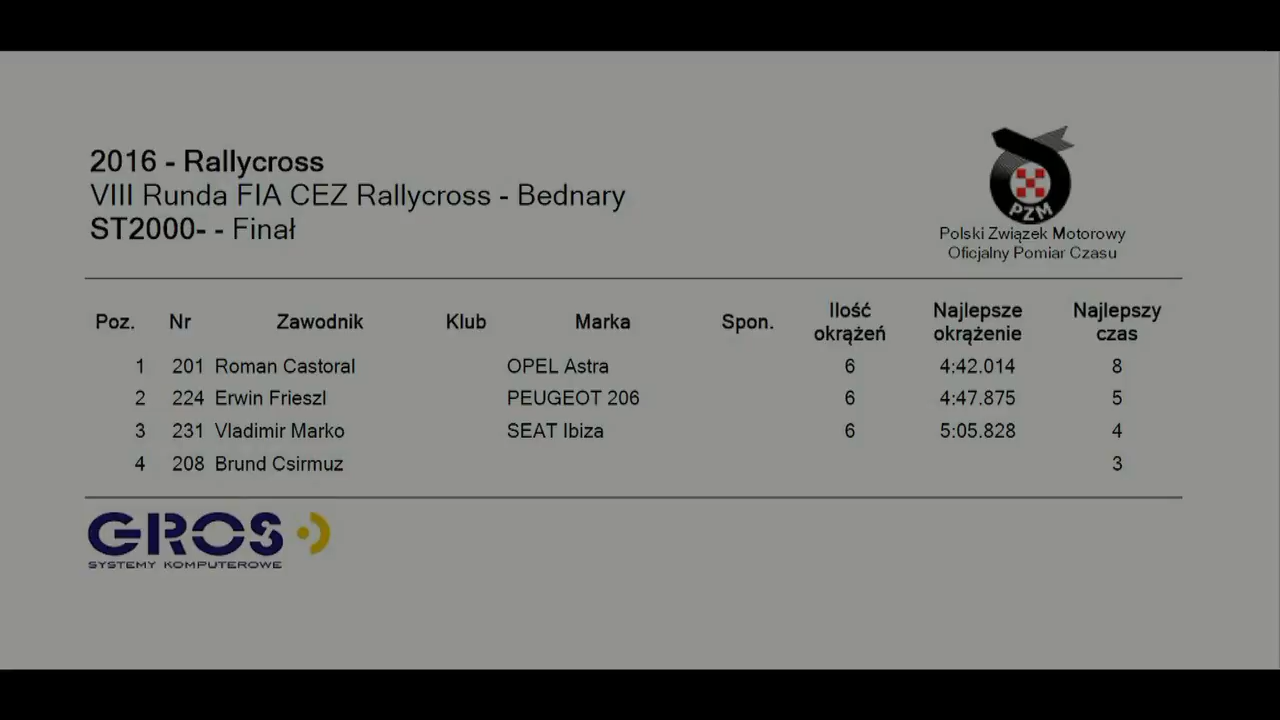 2016 - Rallycross
VIII Runda FIA CEZ Rallycross - Bednary
ST2000- - Finał
PZM
Polski Związek Motorowy
Oficjalny Pomiar Czasu
Poz. Nr Zawodnik Klub Marka Spon. Ilość okrążeń Najlepsze okrążenie Najlepszy czas
1 201 Roman Castoral OPEL Astra 6 4:42.014 8
2 224 Erwin Frieszl PEUGEOT 206 6 4:47.875 5
3 231 Vladimir Marko SEAT Ibiza 6 5:05.828 4
4 208 Brund Csirmuz 3
GROS
SYSTEMY KOMPUTEROWE